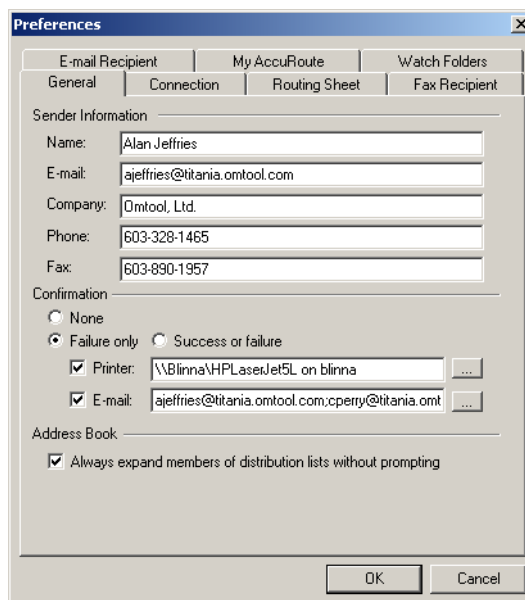 Preferences
E-mail Recipient My AccuRoute Watch Folders
General Connection Routing Sheet Fax Recipient
Sender Information
Name: Alan Jeffries
E-mail: ajeffries@titania.omtool.com
Company: Omtool, Ltd.
Phone: 603-328-1465
Fax: 603-890-1957
Confirmation
None
Failure only Success or failure
Printer: \\Blinna\HPLaserJet5L on blinna ...
E-mail: ajeffries@titania.omtool.com;cperry@titania.omt ...
Address Book
Always expand members of distribution lists without prompting
OK Cancel